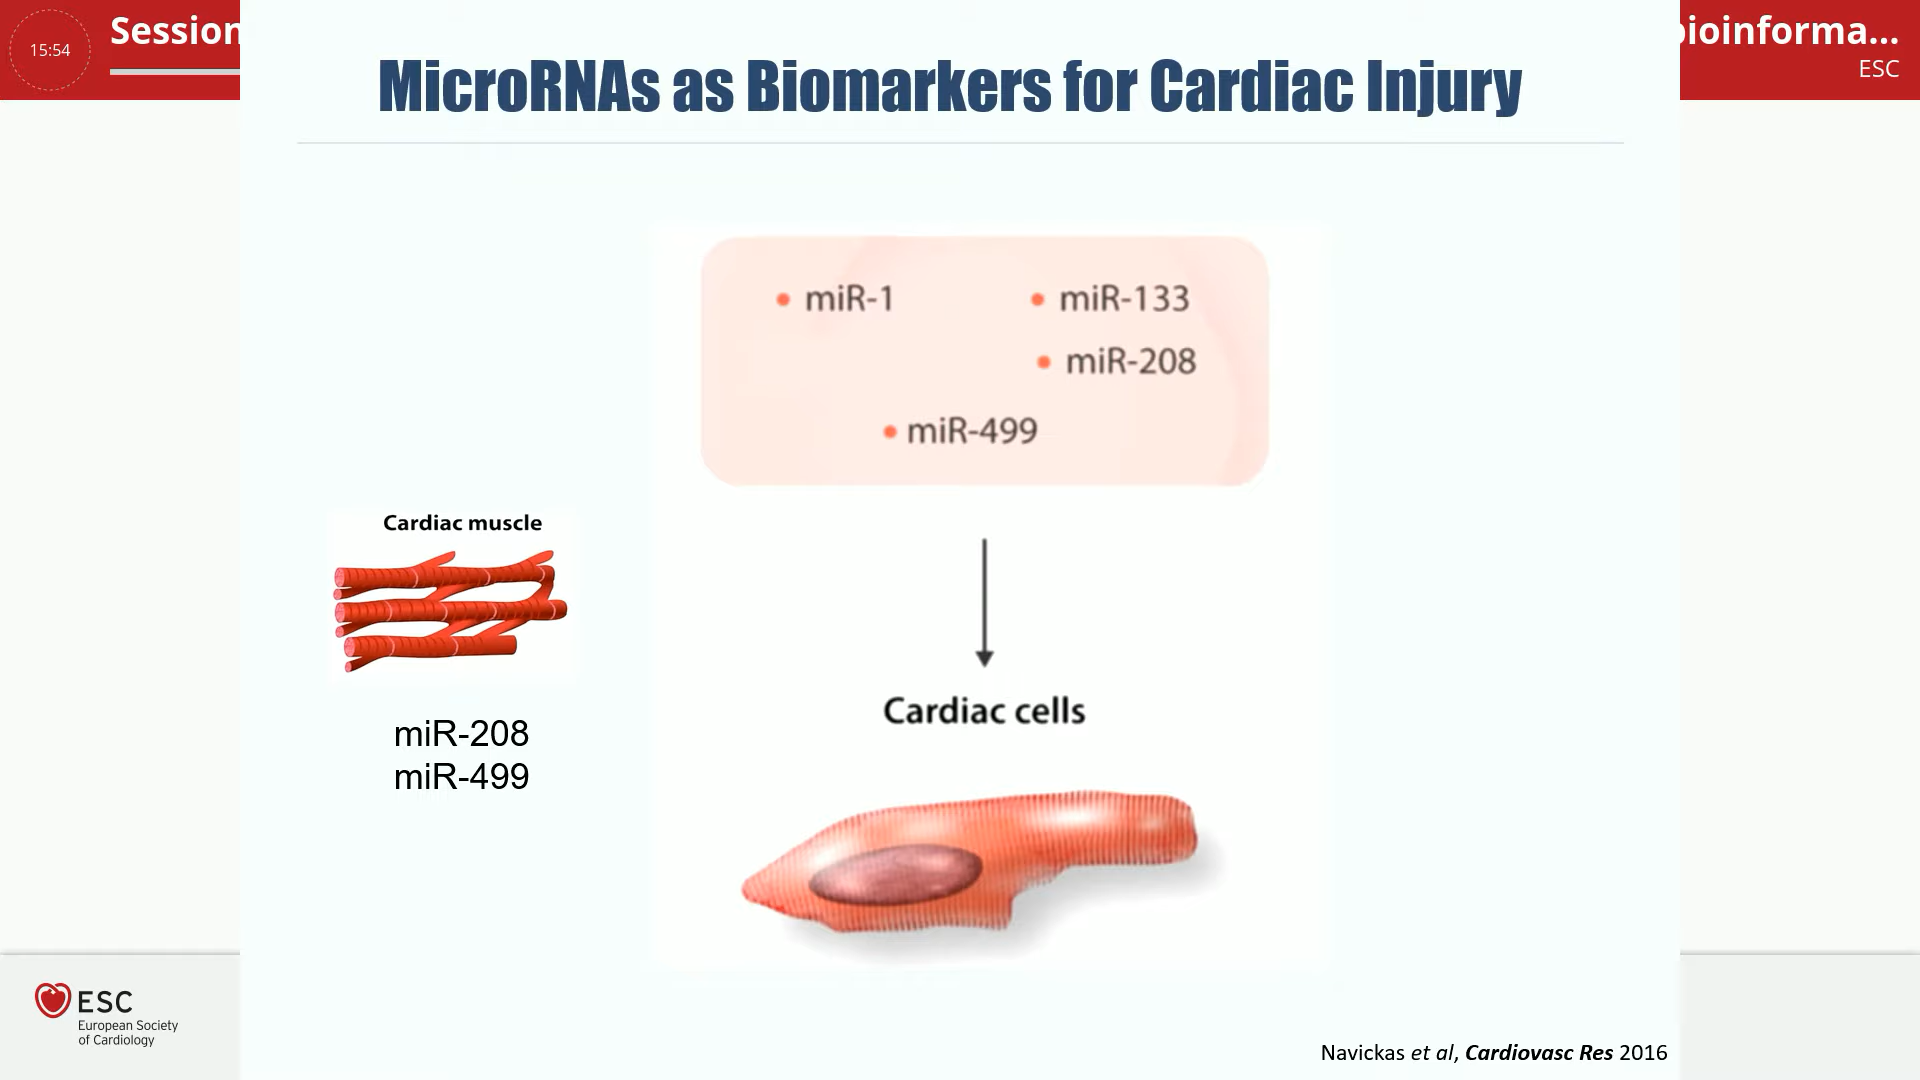 15:54
Session
bioinforma...
ESC
MicroRNAs as Biomarkers for Cardiac Injury
miR-1
miR-133
miR-208
miR-499
Cardiac muscle
miR-208
miR-499
Cardiac cells
ESC
European Society
of Cardiology
Navickas et al, Cardiovasc Res 2016